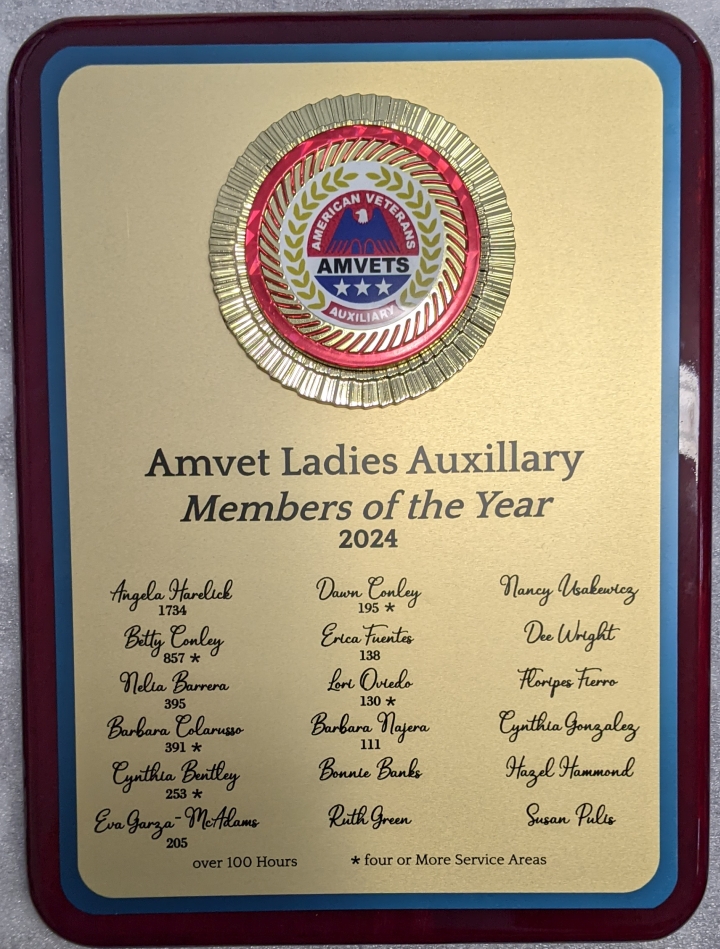 AMERICAN VETERANS
AMVETS
AUXILIARY
Amvet Ladies Auxillary
Members of the Year
2024
Angela Harelick
1734
Betty Conley
857 *
Nelia Barrera
395
Barbara Colarusso
391 *
Cynthia Bentley
253 *
Eva Garza-McAdams
205
Dawn Conley
195 *
Erica Fuentes
138
Lori Oviedo
130 *
Barbara Najera
111
Bonnie Banks
Ruth Green
Nancy Usakewicz
Dee Wright
Floripes Fierro
Cynthia Gonzalez
Hazel Hammond
Susan Pulis
over 100 Hours
* four or More Service Areas